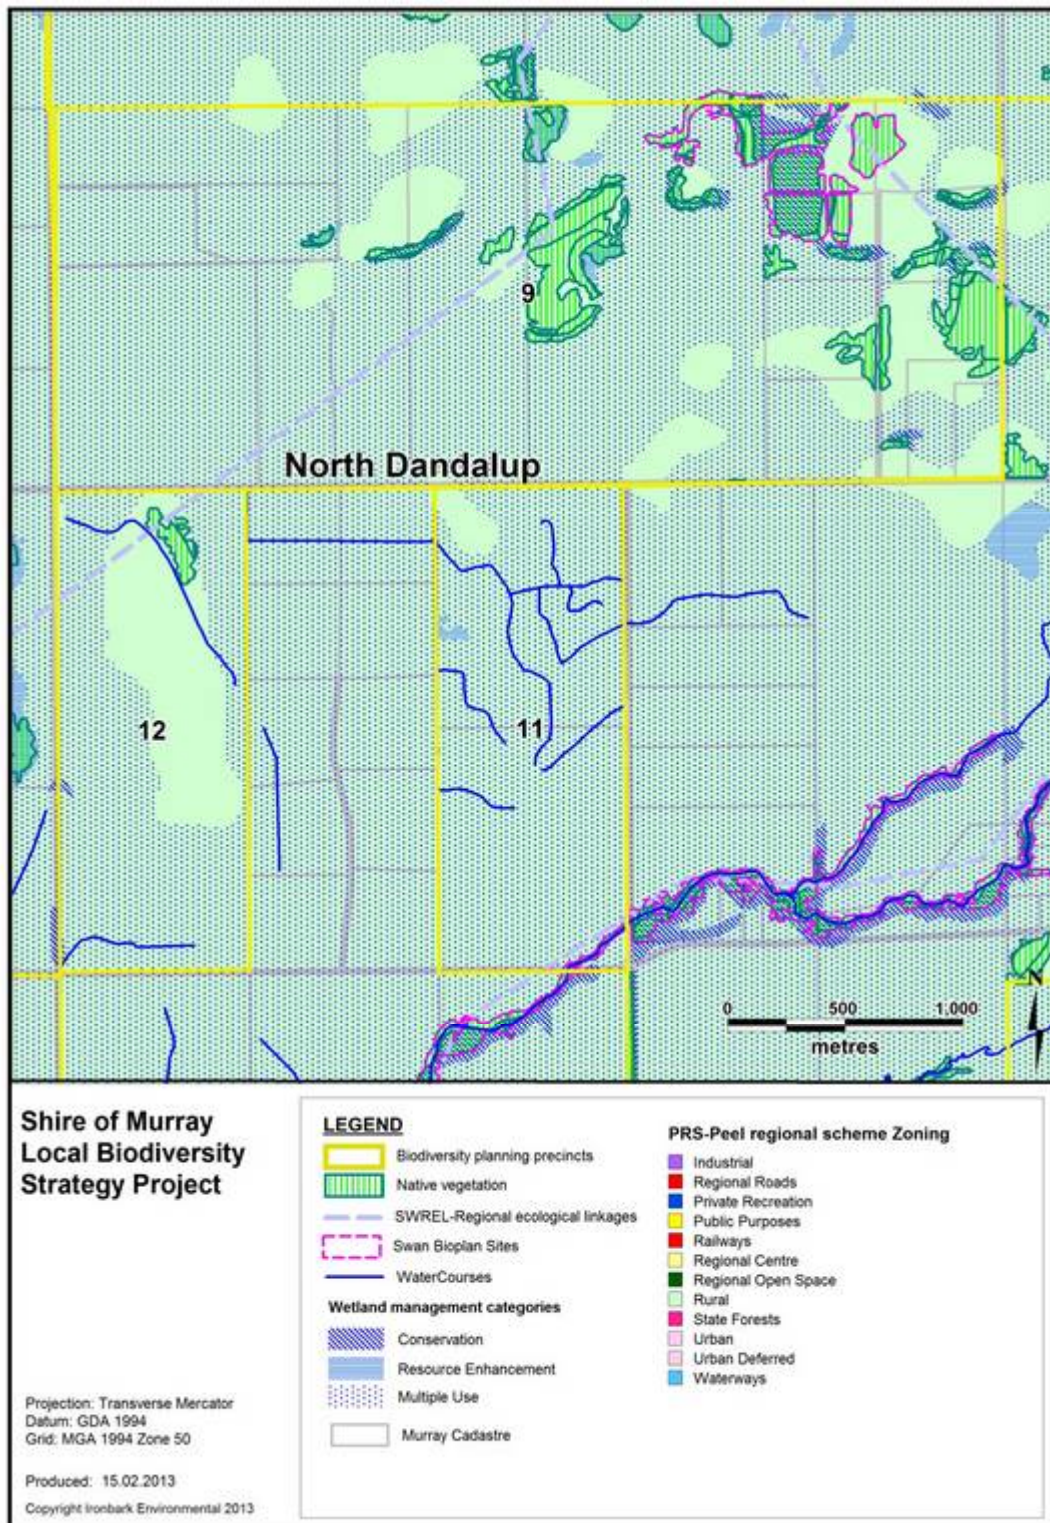 9
North Dandalup
12
11
N
0 500 1,000
metres
Shire of Murray
Local Biodiversity
Strategy Project
Projection: Transverse Mercator
Datum: GDA 1994
Grid: MGA 1994 Zone 50
Produced: 15.02.2013
Copyright Ironbark Environmental 2013
LEGEND
Biodiversity planning precincts
Native vegetation
SWREL-Regional ecological linkages
Swan Bioplan Sites
WaterCourses
Wetland management categories
Conservation
Resource Enhancement
Multiple Use
Murray Cadastre
PRS-Peel regional scheme Zoning
Industrial
Regional Roads
Private Recreation
Public Purposes
Railways
Regional Centre
Regional Open Space
Rural
State Forests
Urban
Urban Deferred
Waterways